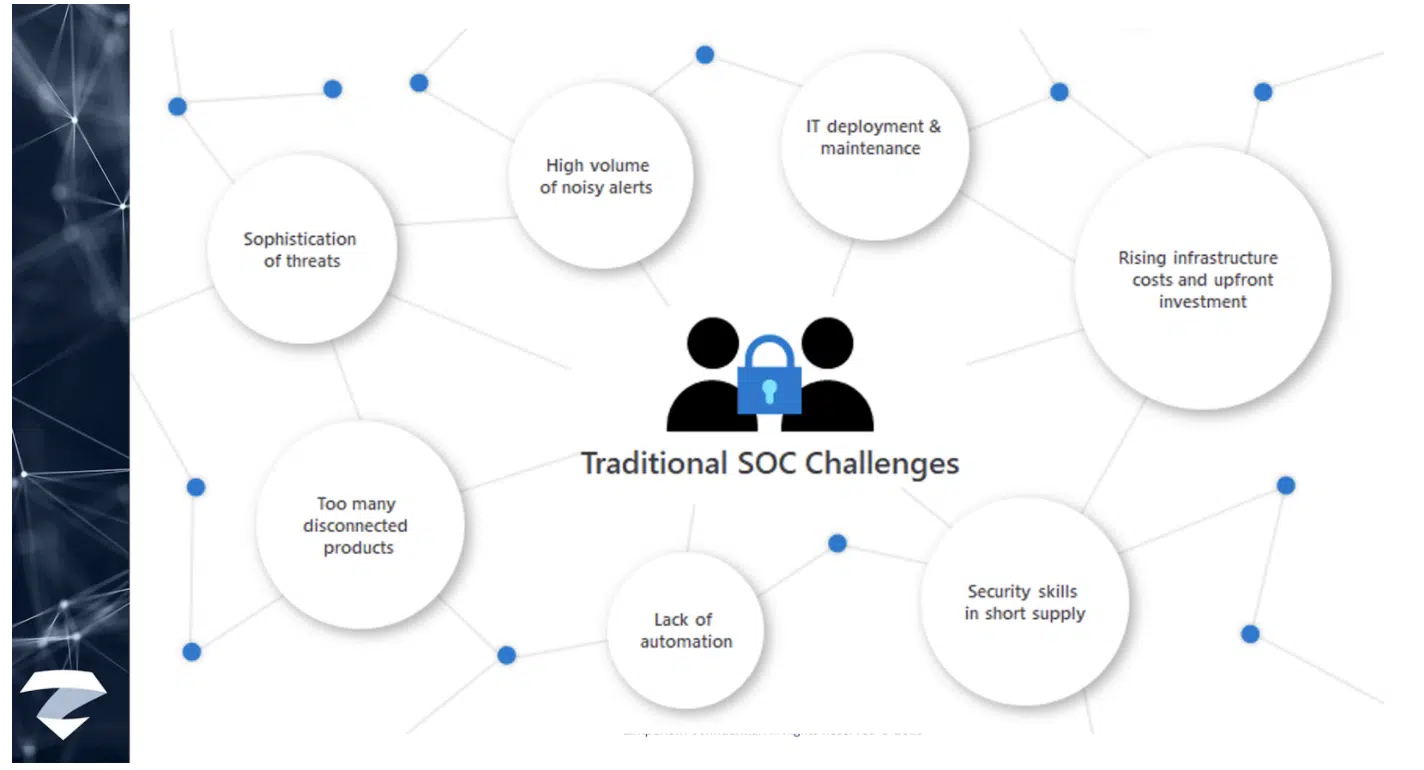 High volume
of noisy alerts
IT deployment &
maintenance
Sophistication
of threats
Rising infrastructure
costs and upfront
investment
Traditional SOC Challenges
Too many
disconnected
products
Lack of
automation
Security skills
in short supply